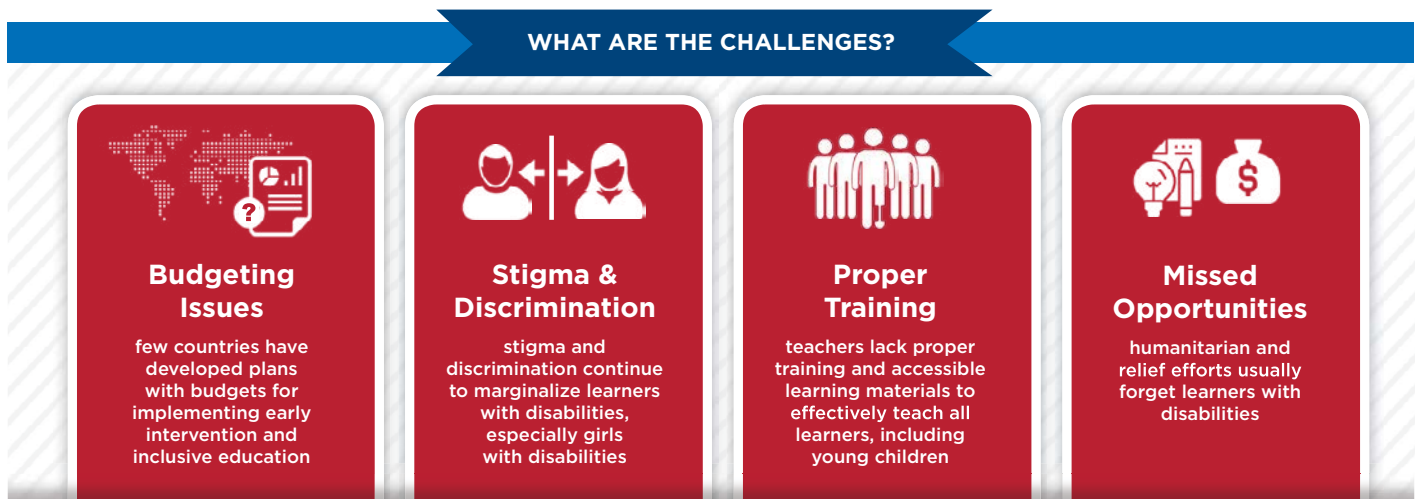 WHAT ARE THE CHALLENGES?
?
Budgeting
Issues
few countries have
developed plans
with budgets for
implementing early
intervention and
inclusive education
Stigma &
Discrimination
stigma and
discrimination continue
to marginalize learners
with disabilities,
especially girls
with disabilities
Proper
Training
teachers lack proper
training and accessible
learning materials to
effectively teach all
learners, including
young children
$
Missed
Opportunities
humanitarian and
relief efforts usually
forget learners with
disabilities